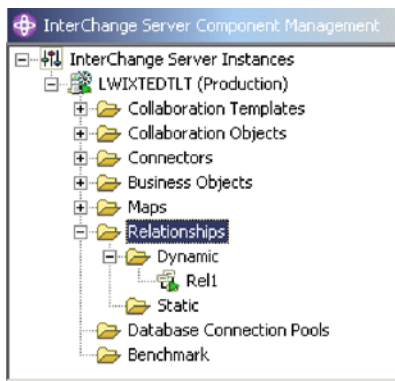 InterChange Server Component Management
InterChange Server Instances
LWIXTEDTLT (Production)
Collaboration Templates
Collaboration Objects
Connectors
Business Objects
Maps
Relationships
Dynamic
Rel1
Static
Database Connection Pools
Benchmark